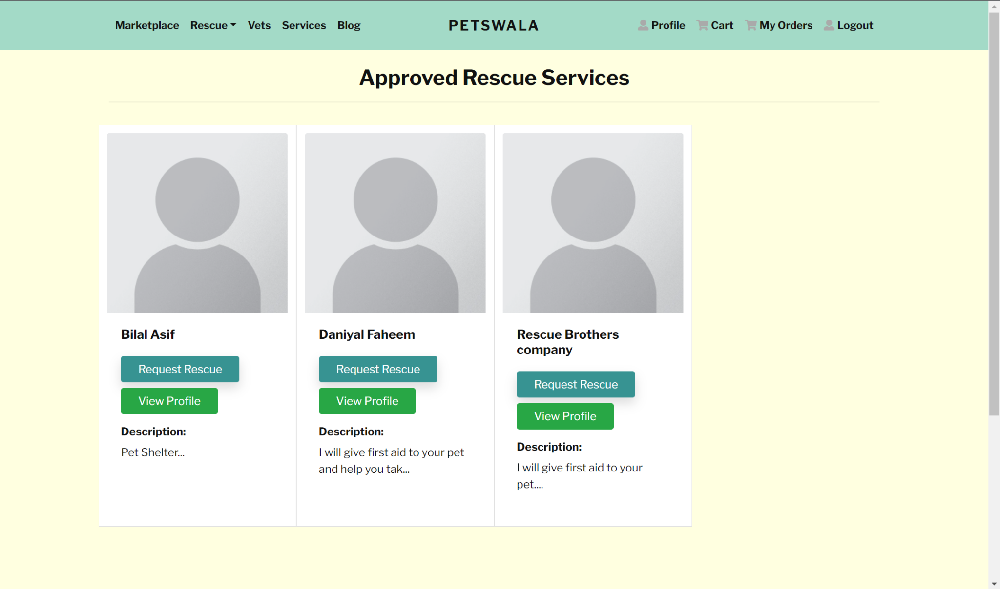 Marketplace Rescue Vets Services Blog PETSWALA Profile Cart My Orders Logout
Approved Rescue Services
Bilal Asif
Request Rescue
View Profile
Description:
Pet Shelter...
Daniyal Faheem
Request Rescue
View Profile
Description:
I will give first aid to your pet
and help you tak...
Rescue Brothers
company
Request Rescue
View Profile
Description:
I will give first aid to your
pet....